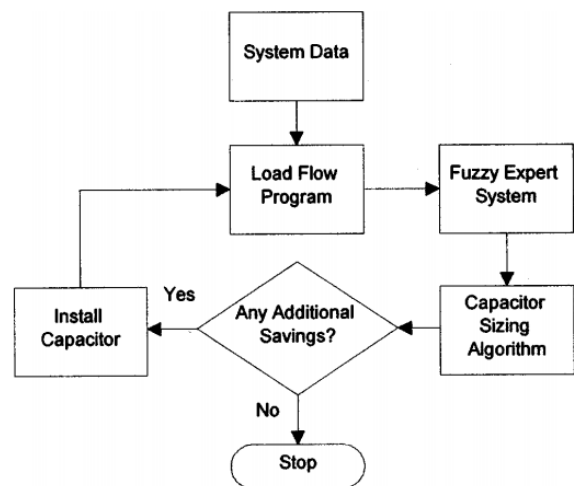 System Data
Load Flow
Program
Fuzzy Expert
System
Install
Capacitor
Yes
Any Additional
Savings?
Capacitor
Sizing
Algorithm
No
Stop